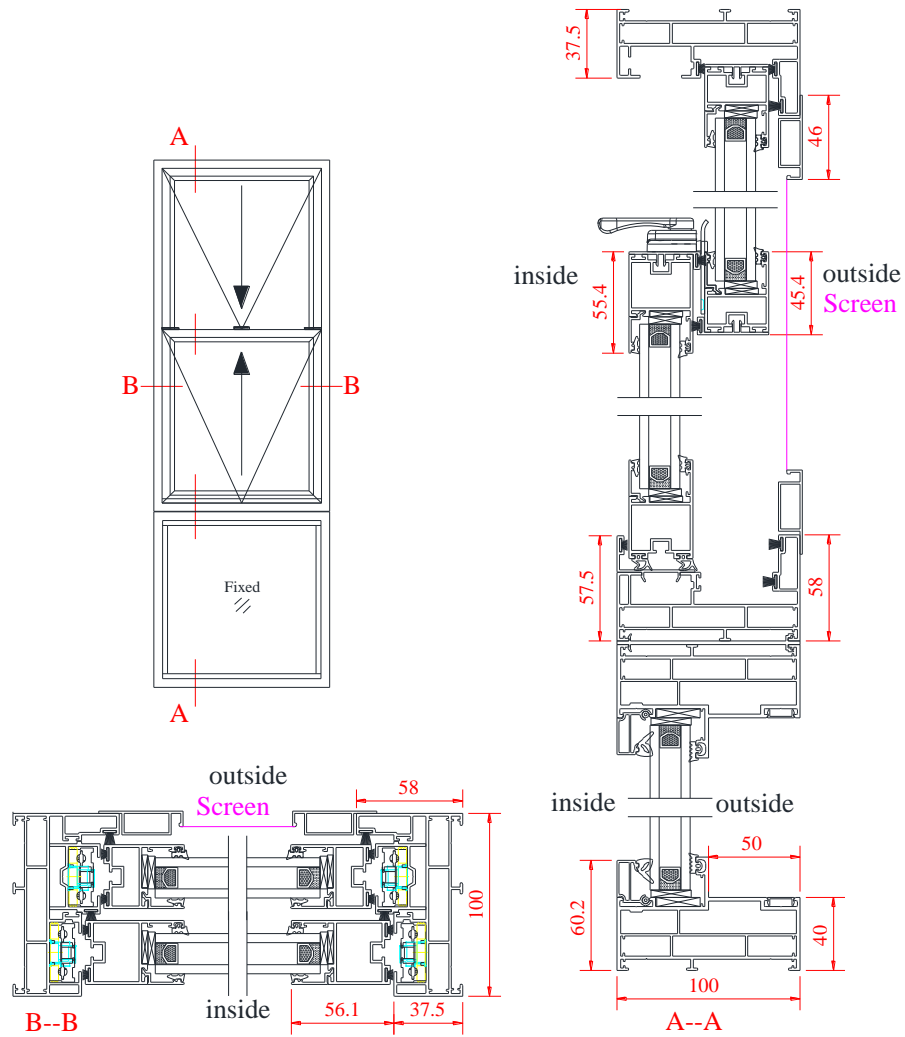 A
B
B
Fixed
A
37.5
46
inside
outside
Screen
55.4
45.4
57.5
58
inside
outside
50
60.2
40
100
A--A
outside
Screen
58
100
inside
56.1
37.5
B--B